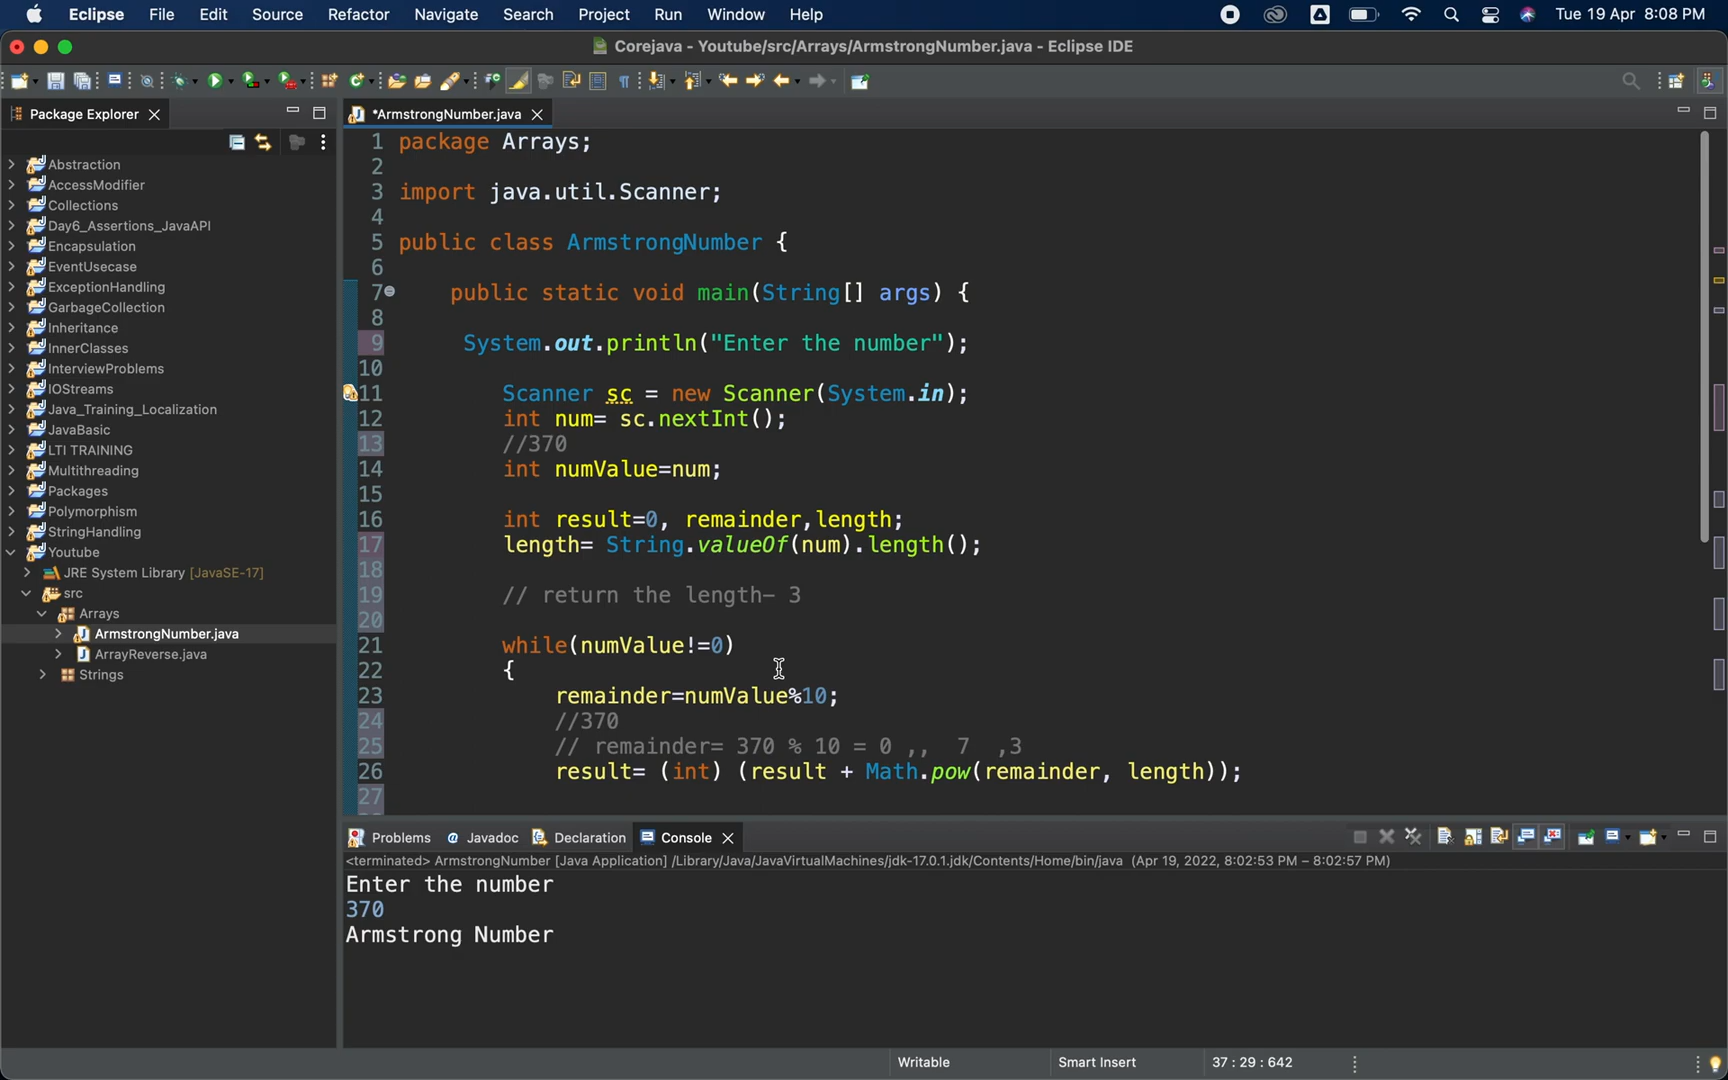 Eclipse File Edit Source Refactor Navigate Search Project Run Window Help Tue 19 Apr 8:08 PM
Corejava - Youtube/src/Arrays/ArmstrongNumber.java - Eclipse IDE
Package Explorer
*ArmstrongNumber.java
Abstraction
AccessModifier
Collections
Day6_Assertions_JavaAPI
Encapsulation
EventUsecase
ExceptionHandling
GarbageCollection
Inheritance
InnerClasses
InterviewProblems
IOStreams
Java_Training_Localization
JavaBasic
LTI TRAINING
Multithreading
Packages
Polymorphism
StringHandling
Youtube
JRE System Library [JavaSE-17]
src
Arrays
ArmstrongNumber.java
ArrayReverse.java
Strings
1 package Arrays;
2
3 import java.util.Scanner;
4
5 public class ArmstrongNumber {
6
7 public static void main(String[] args) {
8
9 System.out.println("Enter the number");
10
11 Scanner sc = new Scanner(System.in);
12 int num= sc.nextInt();
13 //370
14 int numValue=num;
15
16 int result=0, remainder,length;
17 length= String.valueOf(num).length();
18
19 // return the length- 3
20
21 while(numValue!=0)
22 {
23 remainder=numValue%10;
24 //370
25 // remainder= 370 % 10 = 0 ,, 7 ,3
26 result= (int) (result + Math.pow(remainder, length));
27
Problems @ Javadoc Declaration Console
<terminated> ArmstrongNumber [Java Application] /Library/Java/JavaVirtualMachines/jdk-17.0.1.jdk/Contents/Home/bin/java (Apr 19, 2022, 8:02:53 PM – 8:02:57 PM)
Enter the number
370
Armstrong Number
Writable Smart Insert 37 : 29 : 642